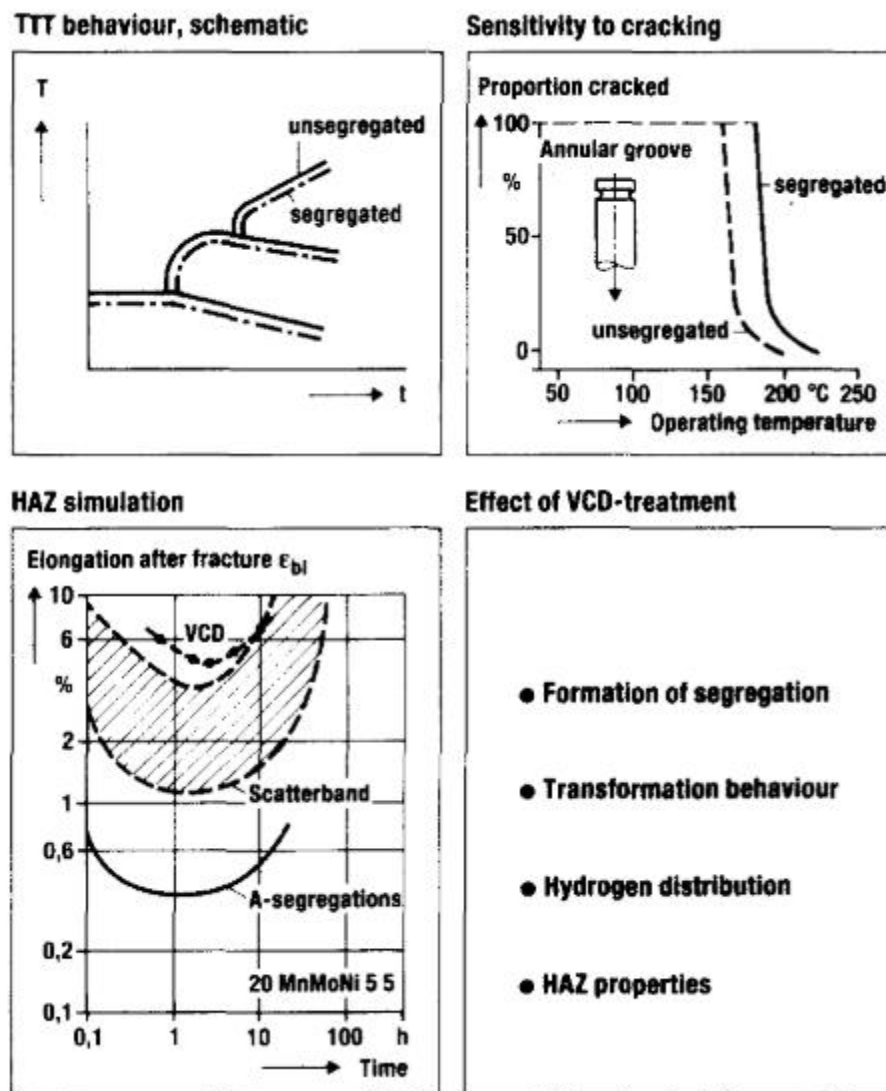 TTT behaviour, schematic
T
unsegregated
segregated
t
Sensitivity to cracking
Proportion cracked
100
%
50
0
Annular groove
segregated
unsegregated
50 100 150 200 °C 250
Operating temperature
HAZ simulation
Elongation after fracture εbl
10
6
%
2
1
0,6
0,2
0,1
VCD
Scatterband
A-segregations
20 MnMoNi 5 5
0,1 1 10 100 h
Time
Effect of VCD-treatment
● Formation of segregation
● Transformation behaviour
● Hydrogen distribution
● HAZ properties